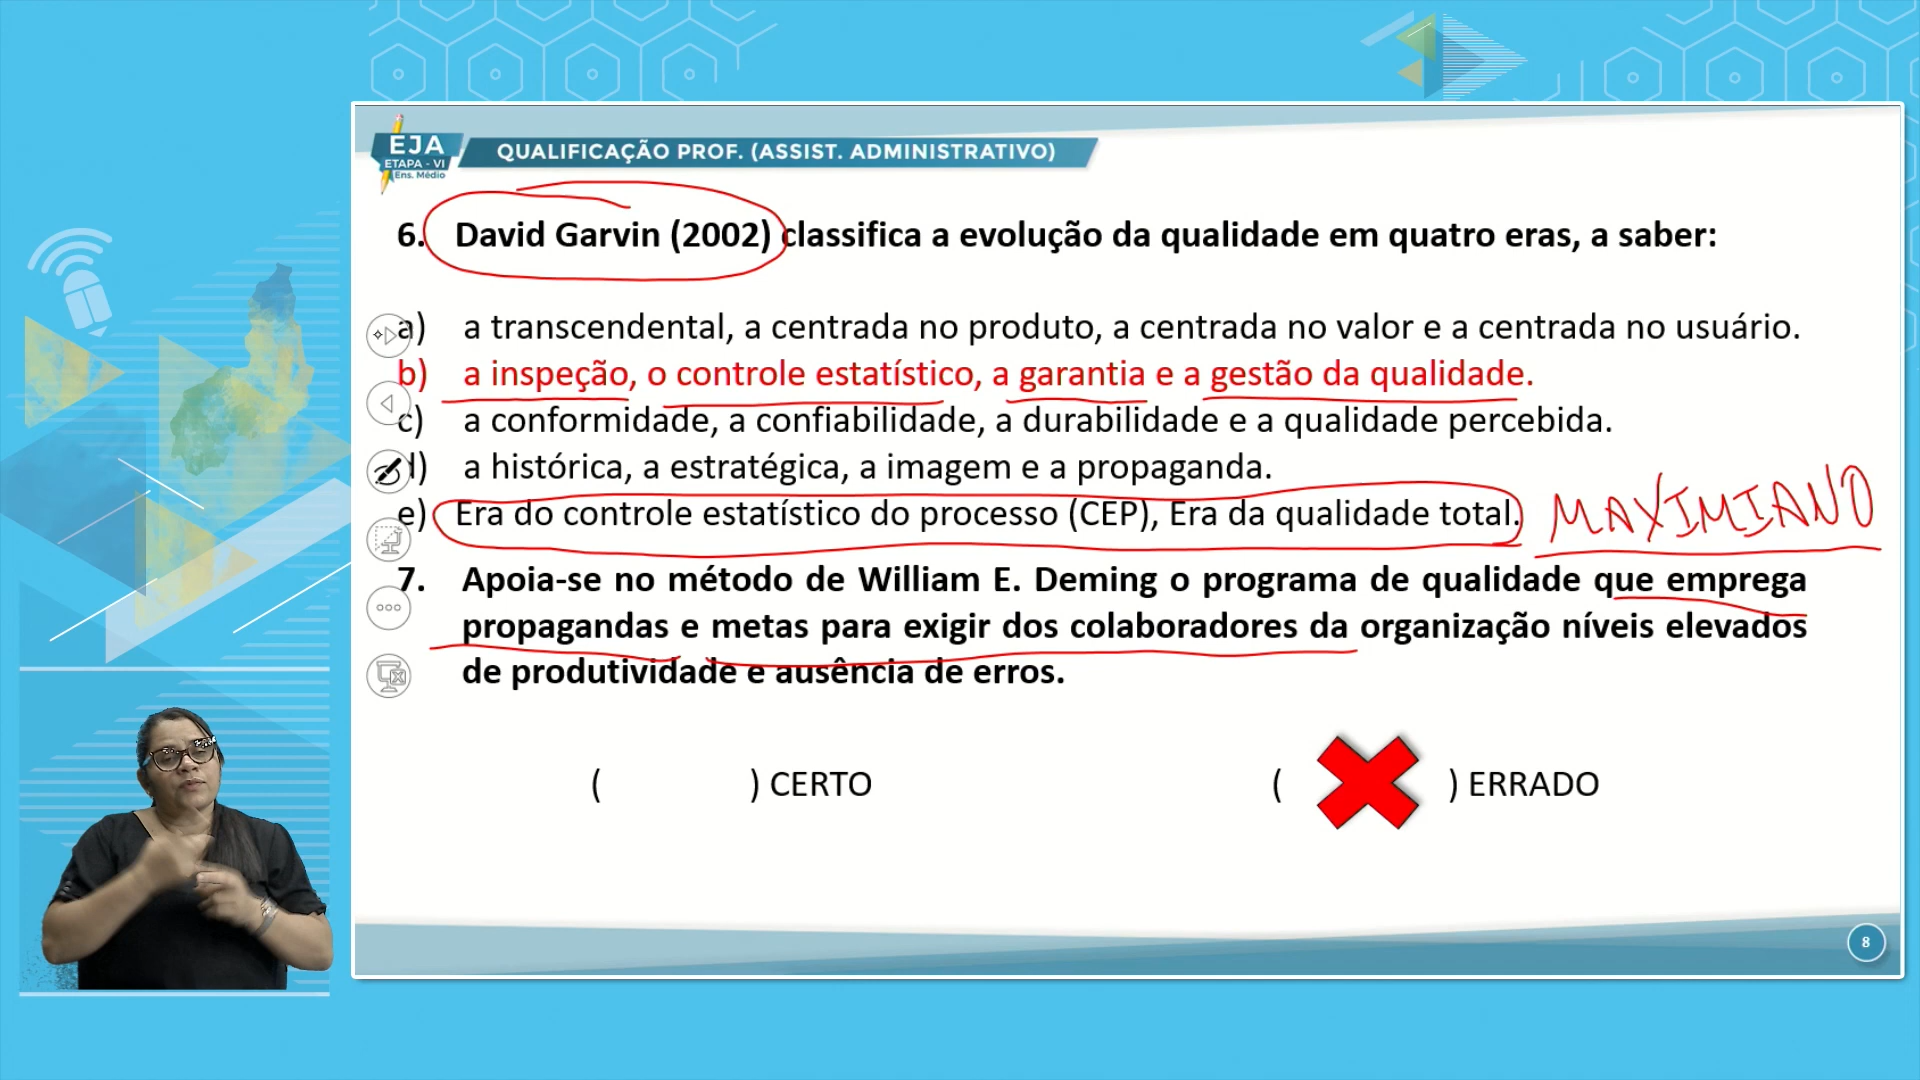 EJA
ETAPA - VI
Ens. Médio
QUALIFICAÇÃO PROF. (ASSIST. ADMINISTRATIVO)
6. David Garvin (2002) classifica a evolução da qualidade em quatro eras, a saber:
a) a transcendental, a centrada no produto, a centrada no valor e a centrada no usuário.
b) a inspeção, o controle estatístico, a garantia e a gestão da qualidade.
c) a conformidade, a confiabilidade, a durabilidade e a qualidade percebida.
d) a histórica, a estratégica, a imagem e a propaganda.
e) Era do controle estatístico do processo (CEP), Era da qualidade total.
MAXIMIANO
7. Apoia-se no método de William E. Deming o programa de qualidade que emprega
propagandas e metas para exigir dos colaboradores da organização níveis elevados
de produtividade e ausência de erros.
( ) CERTO
( ) ERRADO
8